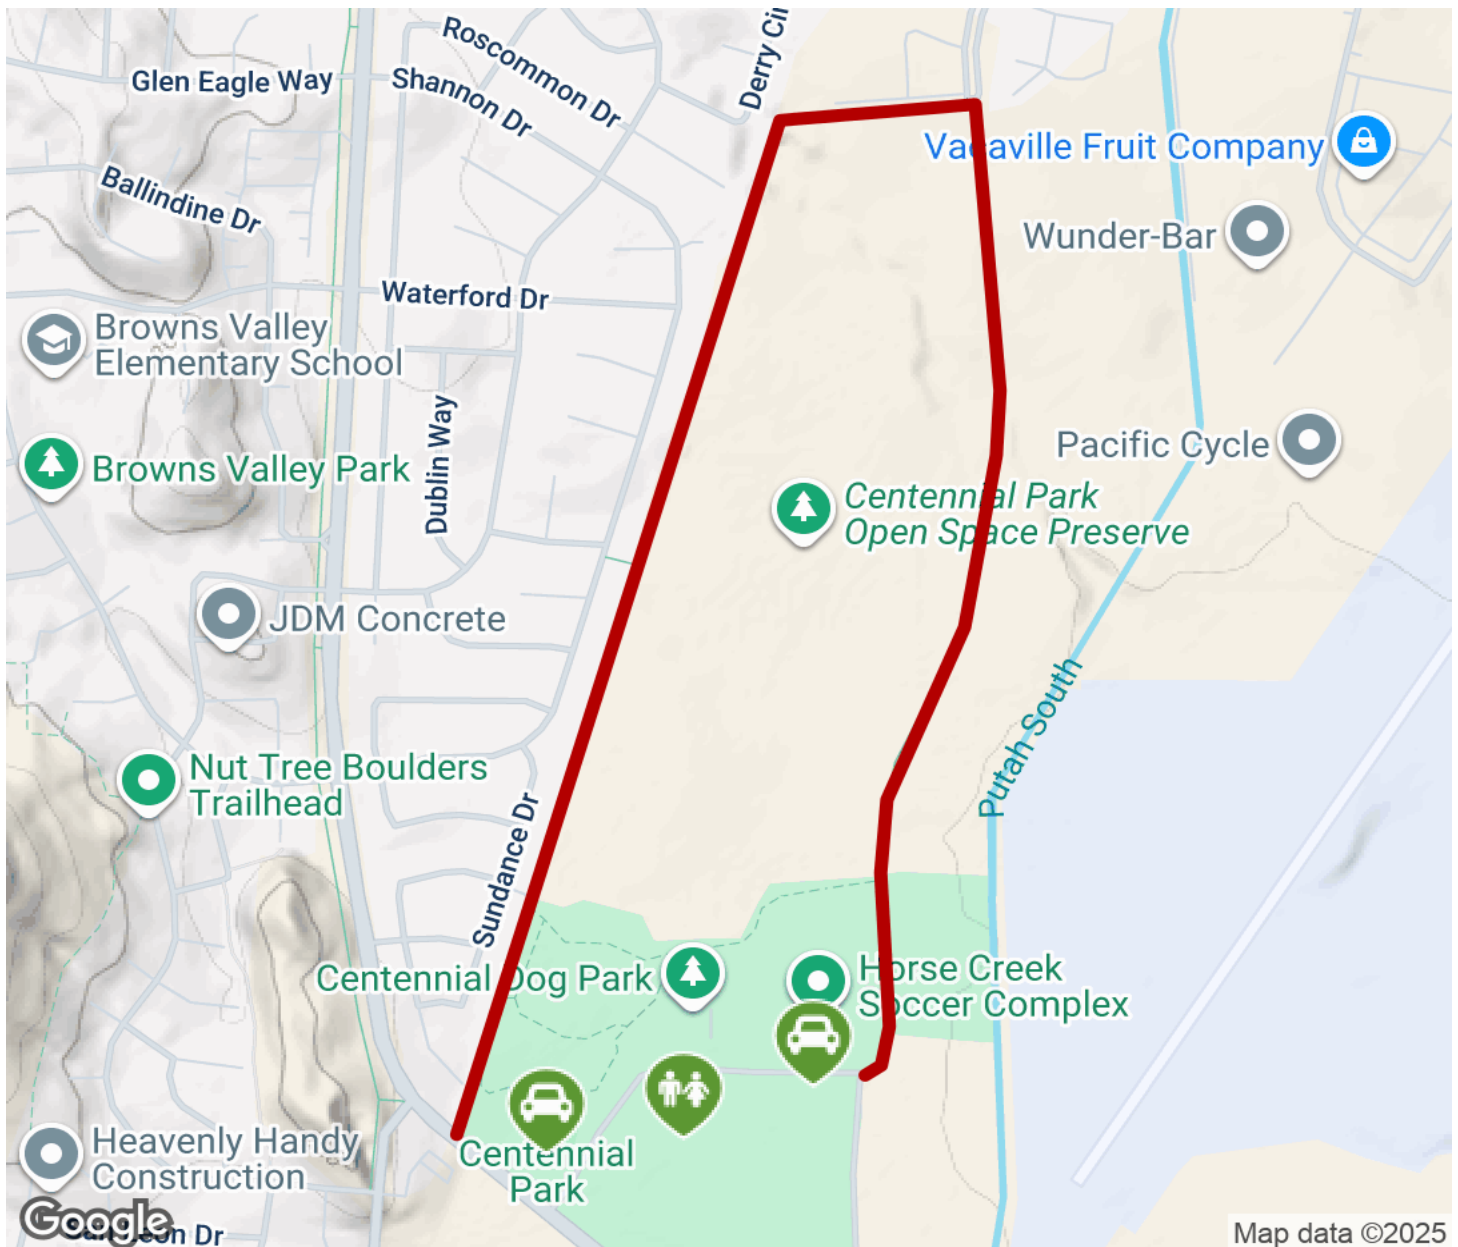 Roscommon Dr
Derry Cir
Glen Eagle Way
Shannon Dr
Vacaville Fruit Company
Ballindine Dr
Wunder-Bar
Waterford Dr
Browns Valley
Elementary School
Dublin Way
Pacific Cycle
Browns Valley Park
Centennial Park
Open Space Preserve
JDM Concrete
Putah South
Nut Tree Boulders
Trailhead
Sundance Dr
Centennial Dog Park
Horse Creek
Soccer Complex
Heavenly Handy
Construction
Centennial
Park
Google
San Leon Dr
Map data ©2025